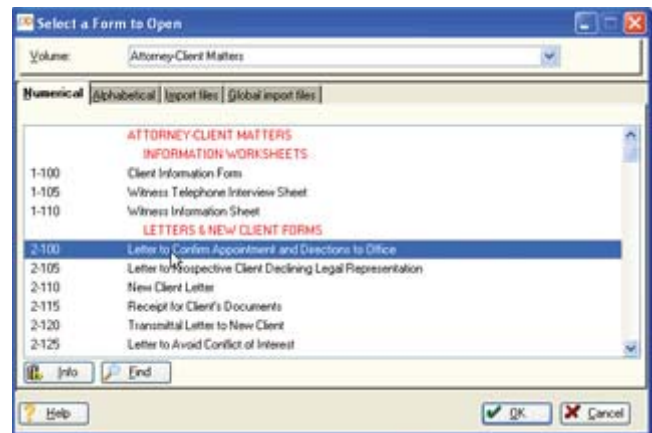 Select a Form to Open
Volume: Attorney-Client Matters
Numerical Alphabetical Import files Global import files
ATTORNEY-CLIENT MATTERS
INFORMATION WORKSHEETS
1-100 Client Information Form
1-105 Witness Telephone Interview Sheet
1-110 Witness Information Sheet
LETTERS & NEW CLIENT FORMS
2-100 Letter to Confirm Appointment and Directions to Office
2-105 Letter to Prospective Client Declining Legal Representation
2-110 New Client Letter
2-115 Receipt for Client's Documents
2-120 Transmittal Letter to New Client
2-125 Letter to Avoid Conflict of Interest
Info Find
Help OK Cancel